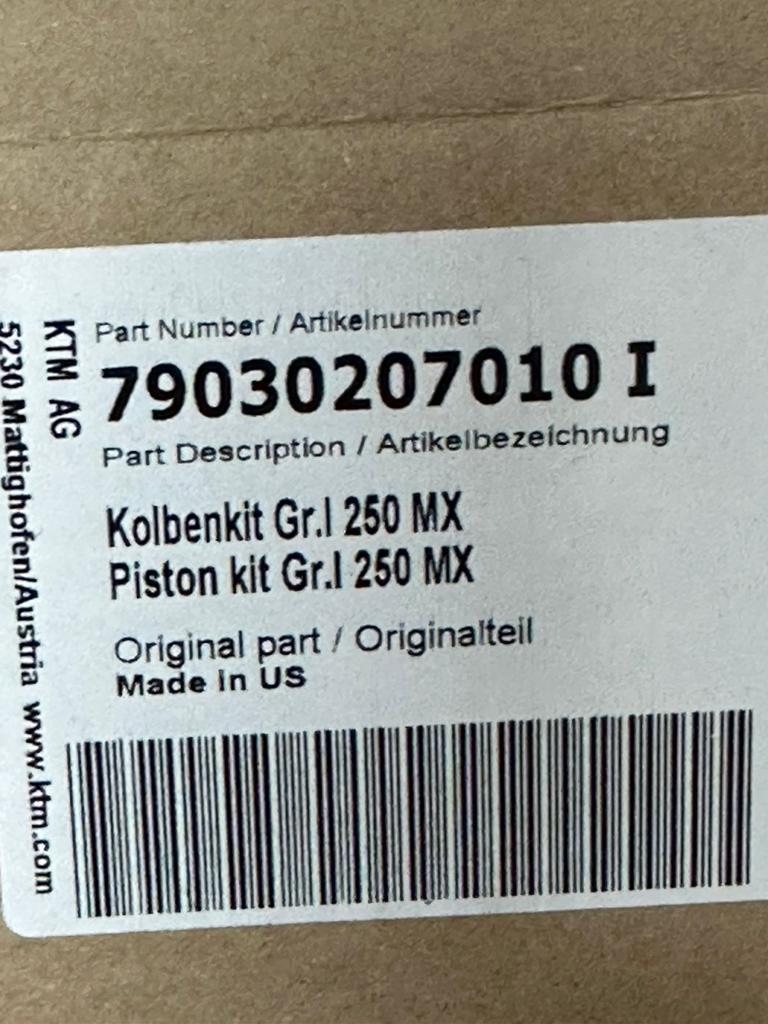 Part Number / Artikelnummer
79030207010 I
Part Description / Artikelbezeichnung
Kolbenkit Gr.I 250 MX
Piston kit Gr.I 250 MX
Original part / Originalteil
Made in US
KTM AG
5230 Mattighofen/Austria www.ktm.com